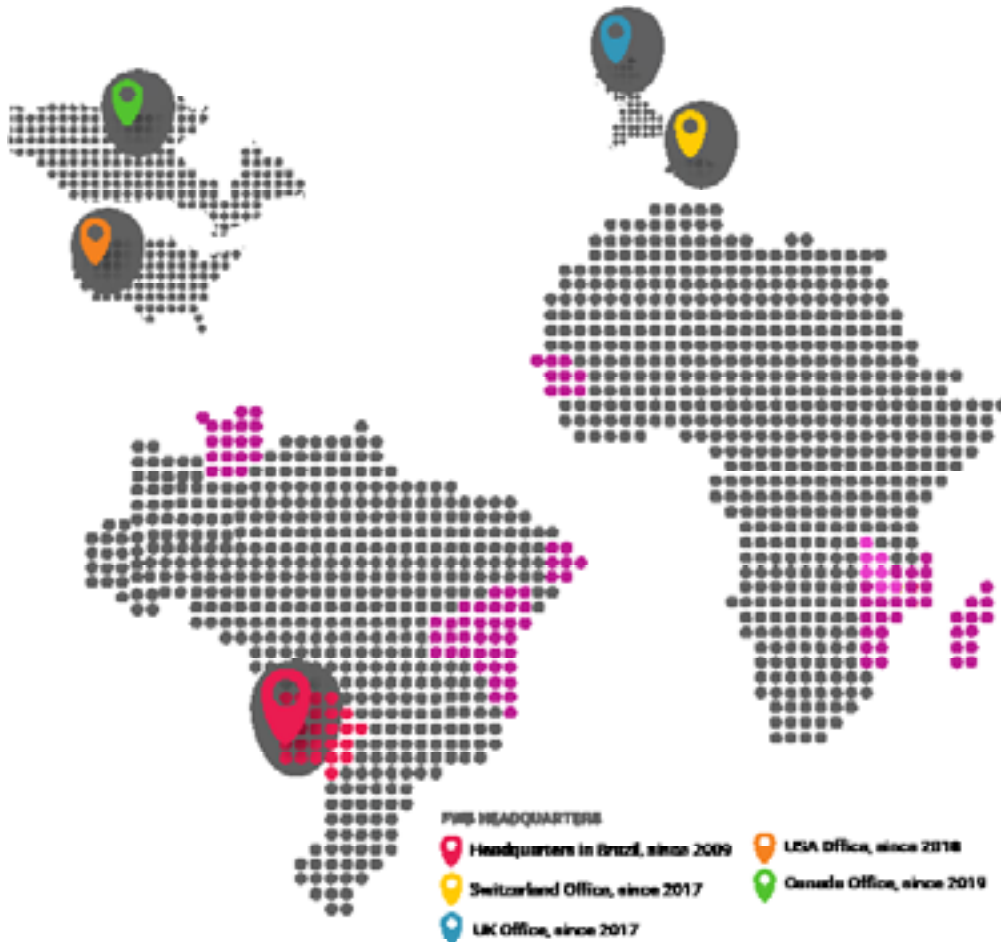 FWB HEADQUARTERS
Headquarters in Brazil, since 2009
Switzerland Office, since 2017
UK Office, since 2017
USA Office, since 2018
Canada Office, since 2019